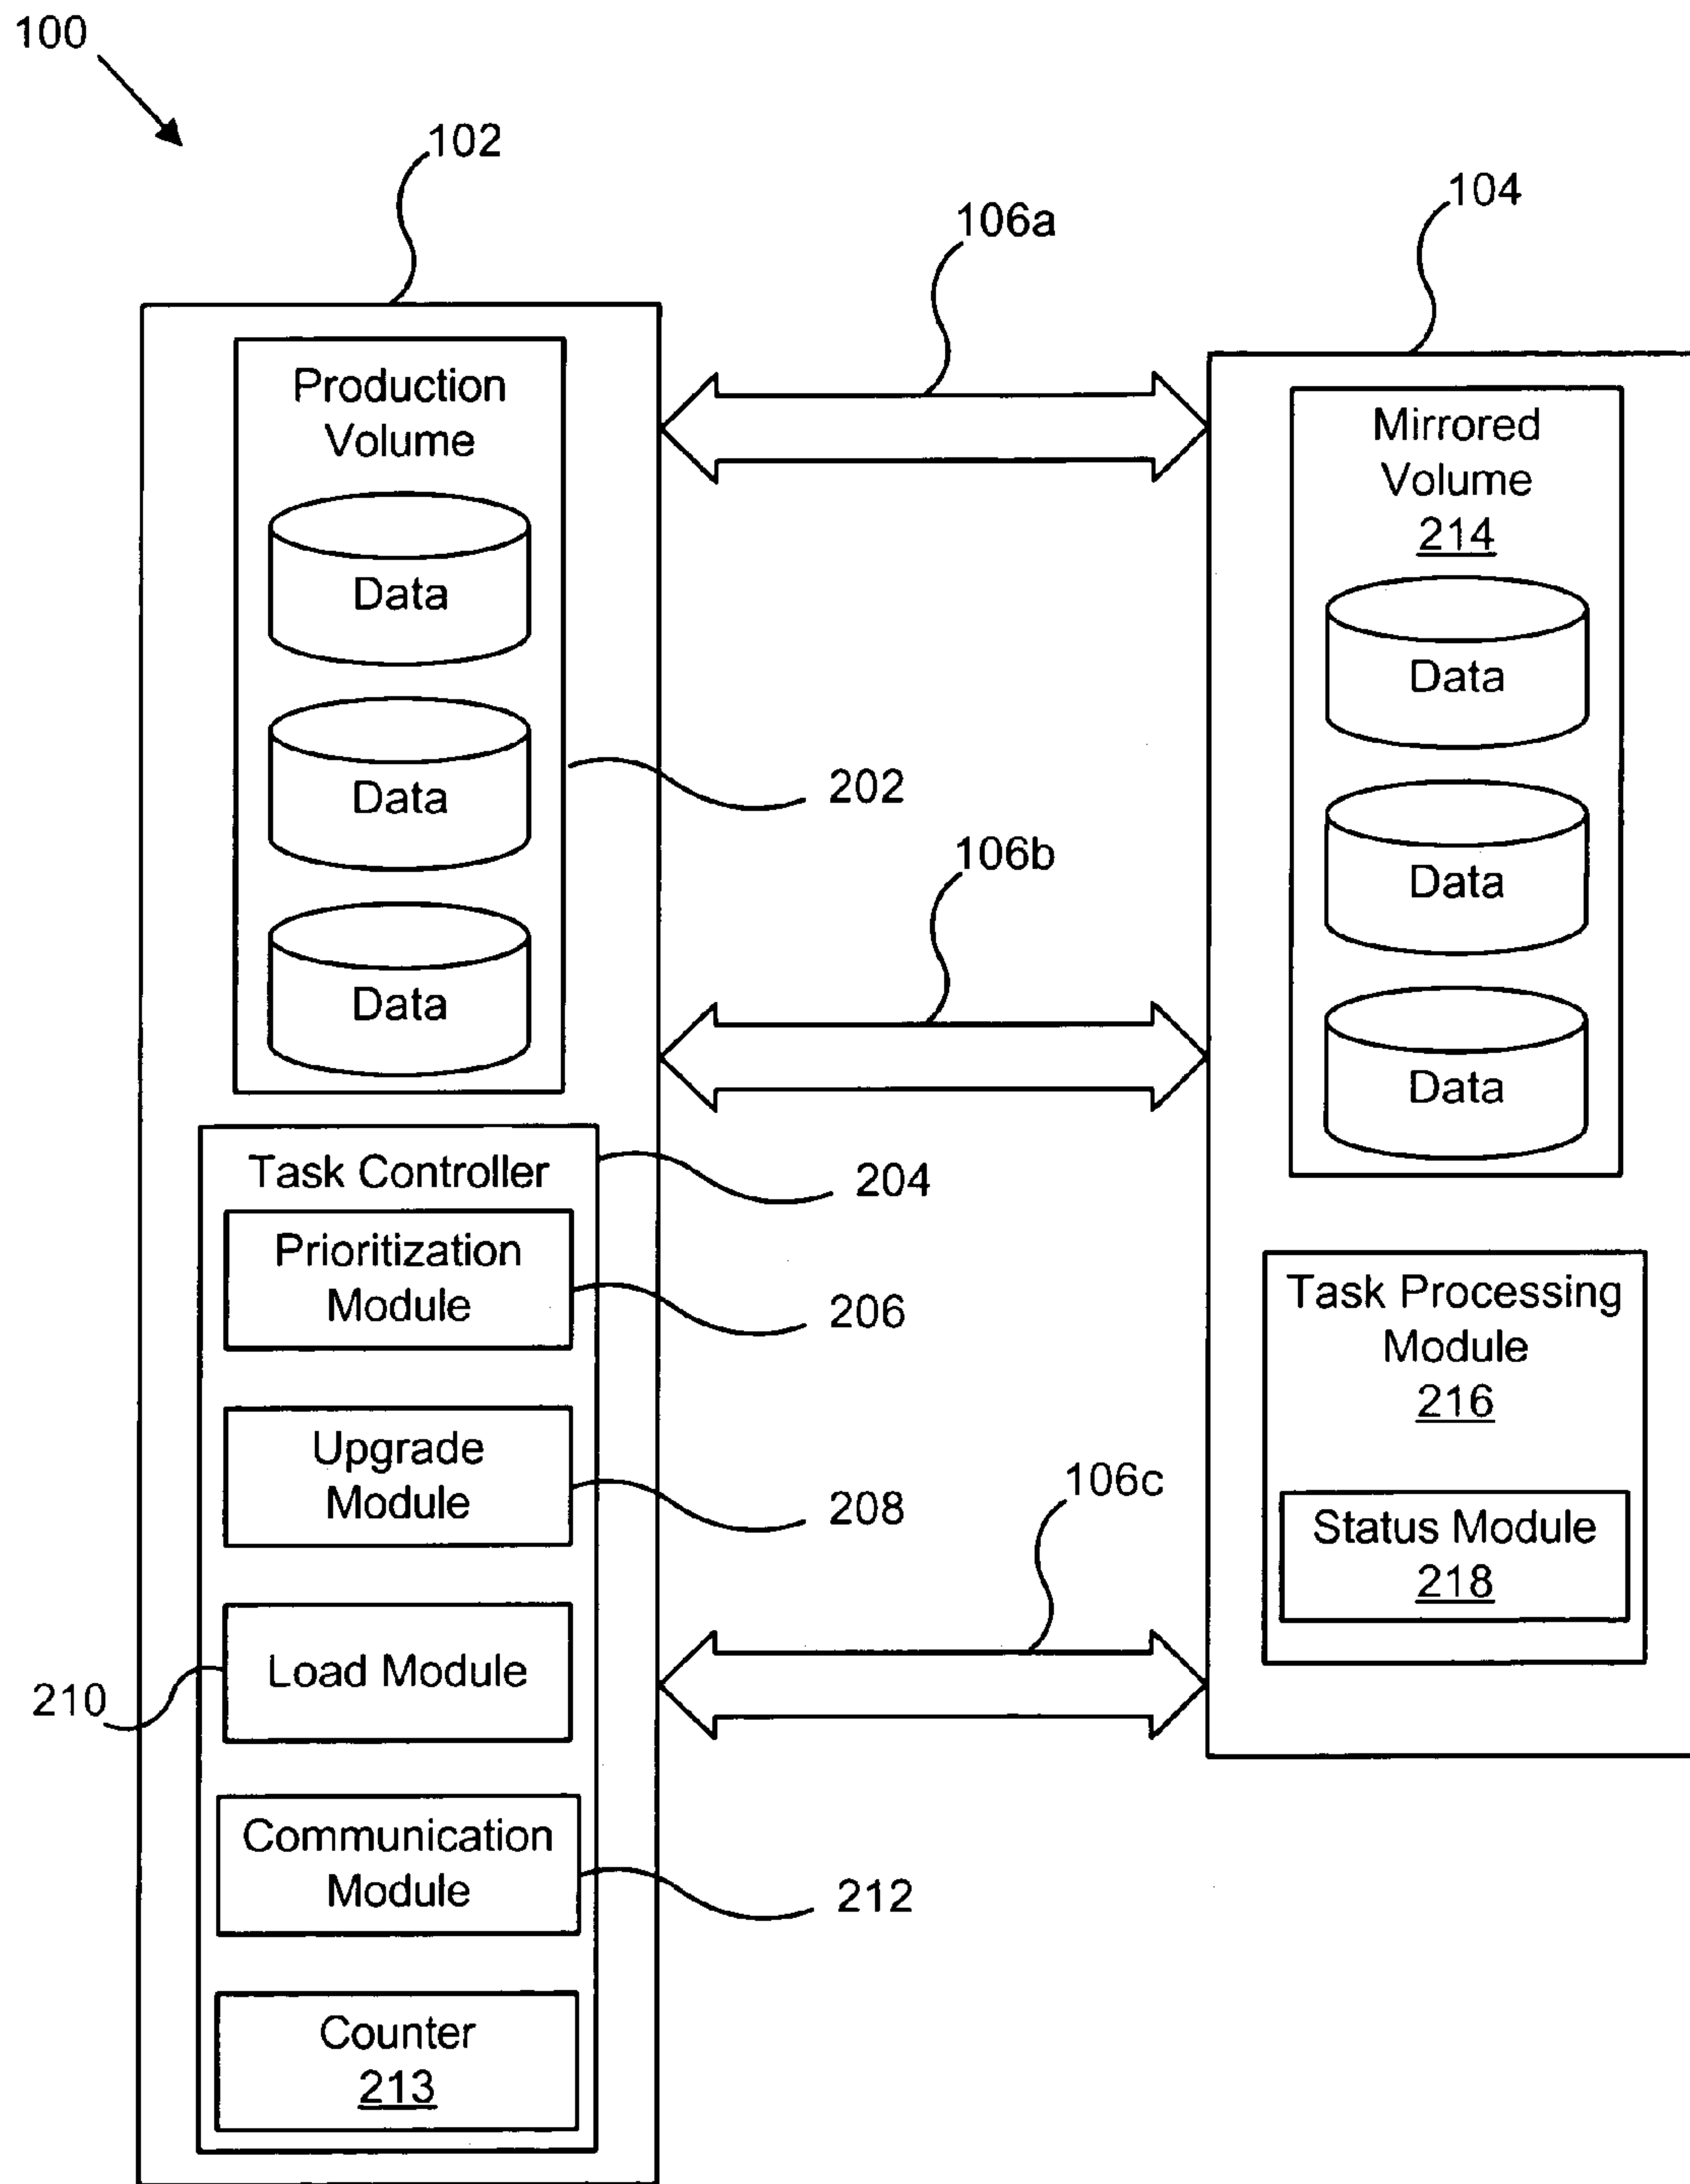 100
102
104
106a
Production
Volume
Data
Data
Data
202
Mirrored
Volume
214
Data
Data
Data
106b
Task Controller
204
Prioritization
Module
206
Upgrade
Module
208
Load Module
210
Communication
Module
212
Counter
213
106c
Task Processing
Module
216
Status Module
218